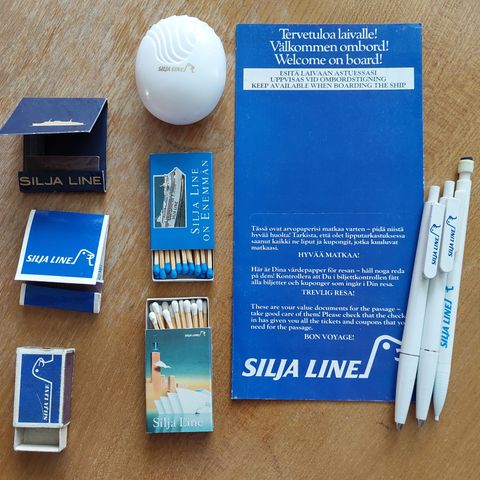 SILJA LINE
SILJA LINE
SILJA LINE
SILJA LINE
SILJA LINE
ON ENEMMÄN
Silja Line
Tervetuloa laivalle!
Välkommen ombord!
Welcome on board!
ESITÄ LAIVAAN ASTUESSASI
UPPVISAS VID OMBORDSTIGNING
KEEP AVAILABLE WHEN BOARDING THE SHIP
Tässä ovat arvopaperisi matkaa varten – pidä niistä
hyvää huolta! Tarkista, että olet lipputarkastuksessa
saanut kaikki ne liput ja kupongit, jotka kuuluvat
matkaasi.
HYVÄÄ MATKAA!
Här är Dina värdepapper för resan – håll noga reda
på dem! Kontrollera att Du i biljettkontrollen fått
alla biljetter och kuponger som ingår i Din resa.
TREVLIG RESA!
These are your value documents for the passage –
take good care of them! Please check that the check-
in has given you all the tickets and coupons that you
need for the passage.
BON VOYAGE!
SILJA LINE
SILJA LINE
SILJA LINE
SILJA LINE